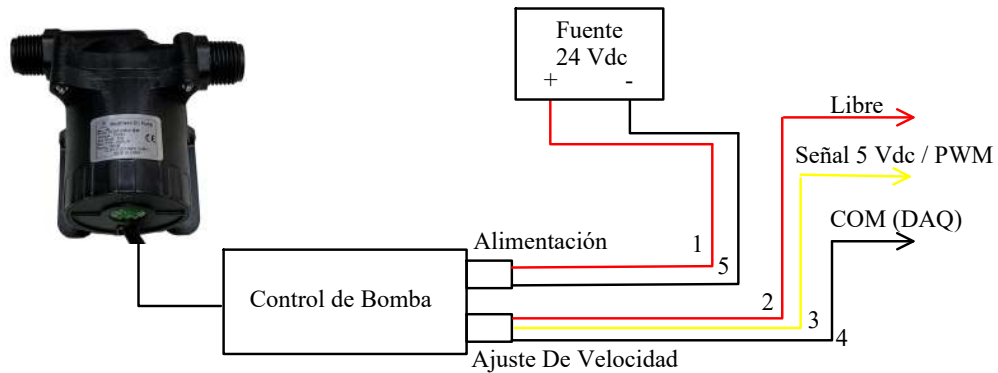 Fuente
24 Vdc
+ -
Libre
Señal 5 Vdc / PWM
COM (DAQ)
Alimentación
1
5
Control de Bomba
2
3
4
Ajuste De Velocidad